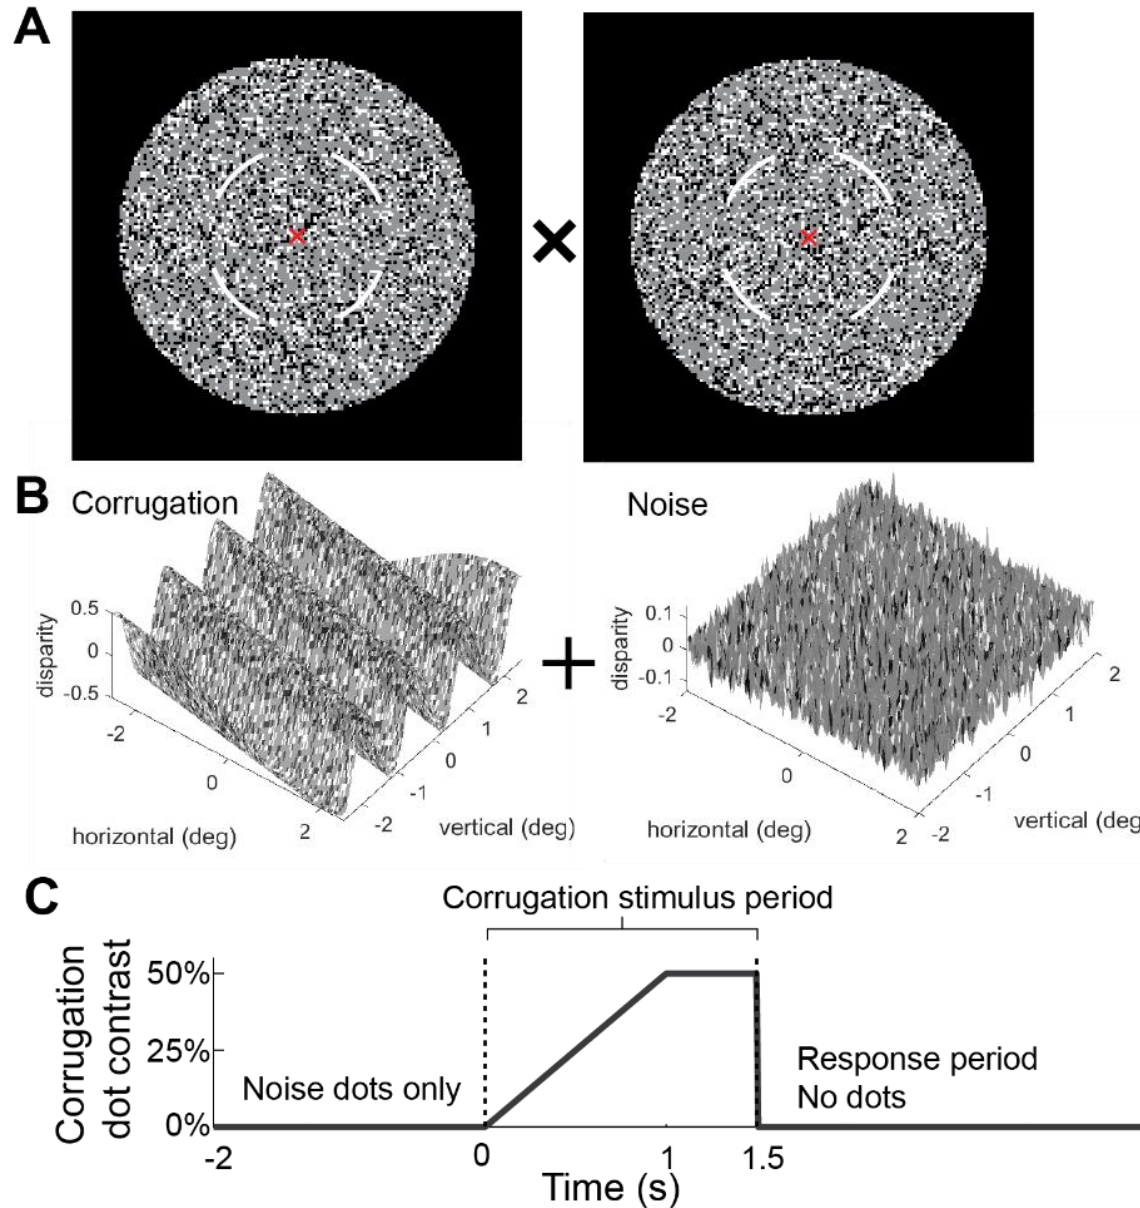 A
B
Corrugation
Noise
0.5
0
-0.5
disparity
-2
0
2
horizontal (deg)
-2
-1
0
1
2
vertical (deg)
+
0.1
0
-0.1
disparity
-2
0
2
horizontal (deg)
-2
-1
0
1
2
vertical (deg
C
Corrugation stimulus period
Corrugation
dot contrast
50%
25%
0%
Noise dots only
Response period
No dots
-2
0
1
1.5
Time (s)